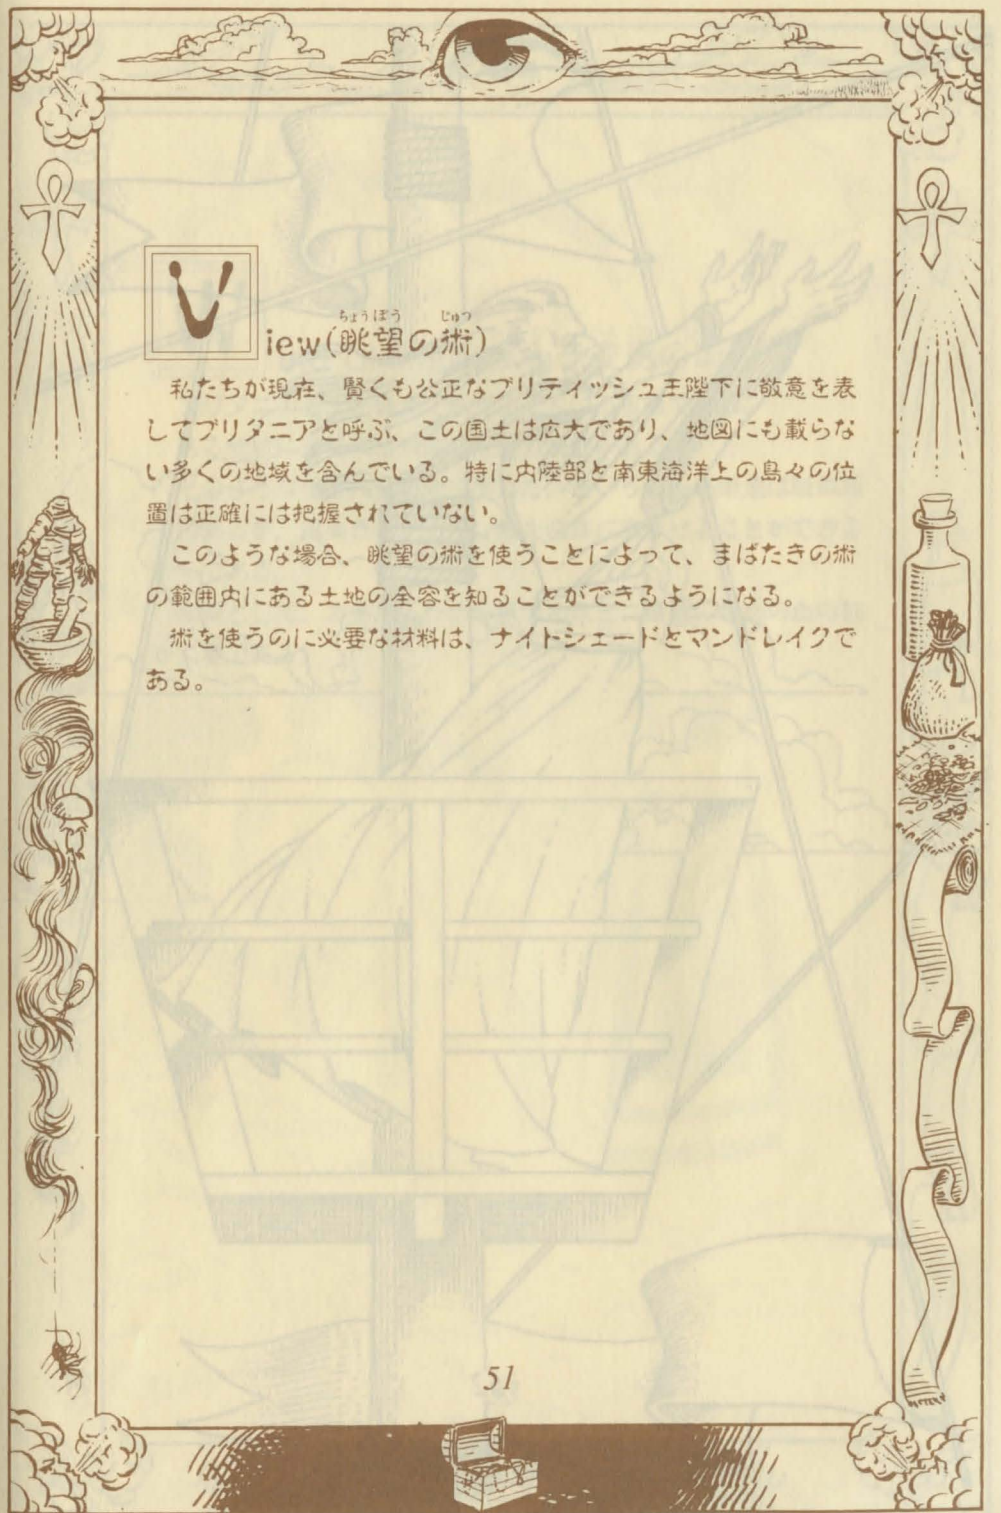 View(眺望の術)
私たちが現在、賢くも公正なブリティッシュ王陛下に敬意を表
してブリタニアと呼ぶ、この国土は広大であり、地図にも載らな
い多くの地域を含んでいる。特に内陸部と南東海洋上の島々の位
置は正確には把握されていない。
このような場合、眺望の術を使うことによって、まばたきの術
の範囲内にある土地の全容を知ることができるようになる。
術を使うのに必要な材料は、ナイトシェードとマンドレイクで
ある。
51